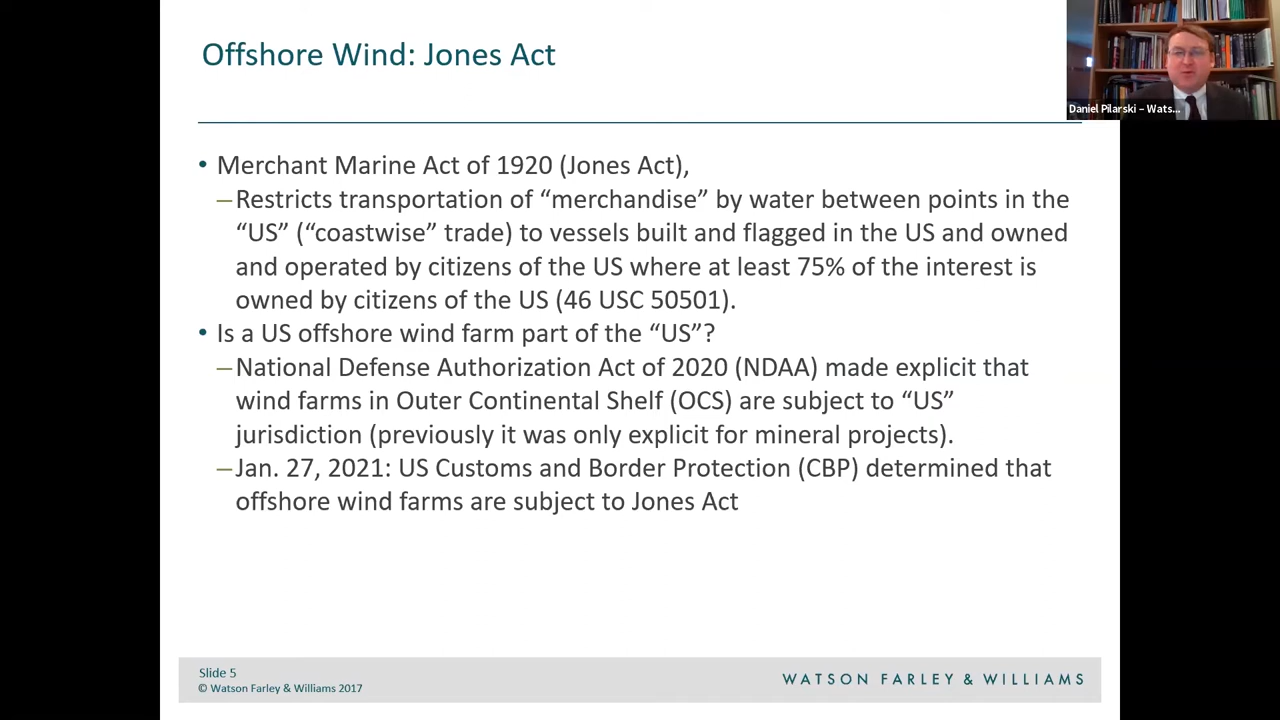 Offshore Wind: Jones Act
Daniel Pilarski – Wats...
• Merchant Marine Act of 1920 (Jones Act),
– Restricts transportation of “merchandise” by water between points in the
“US” (“coastwise” trade) to vessels built and flagged in the US and owned
and operated by citizens of the US where at least 75% of the interest is
owned by citizens of the US (46 USC 50501).
• Is a US offshore wind farm part of the “US”?
– National Defense Authorization Act of 2020 (NDAA) made explicit that
wind farms in Outer Continental Shelf (OCS) are subject to “US”
jurisdiction (previously it was only explicit for mineral projects).
– Jan. 27, 2021: US Customs and Border Protection (CBP) determined that
offshore wind farms are subject to Jones Act
Slide 5
© Watson Farley & Williams 2017
WATSON FARLEY & WILLIAMS